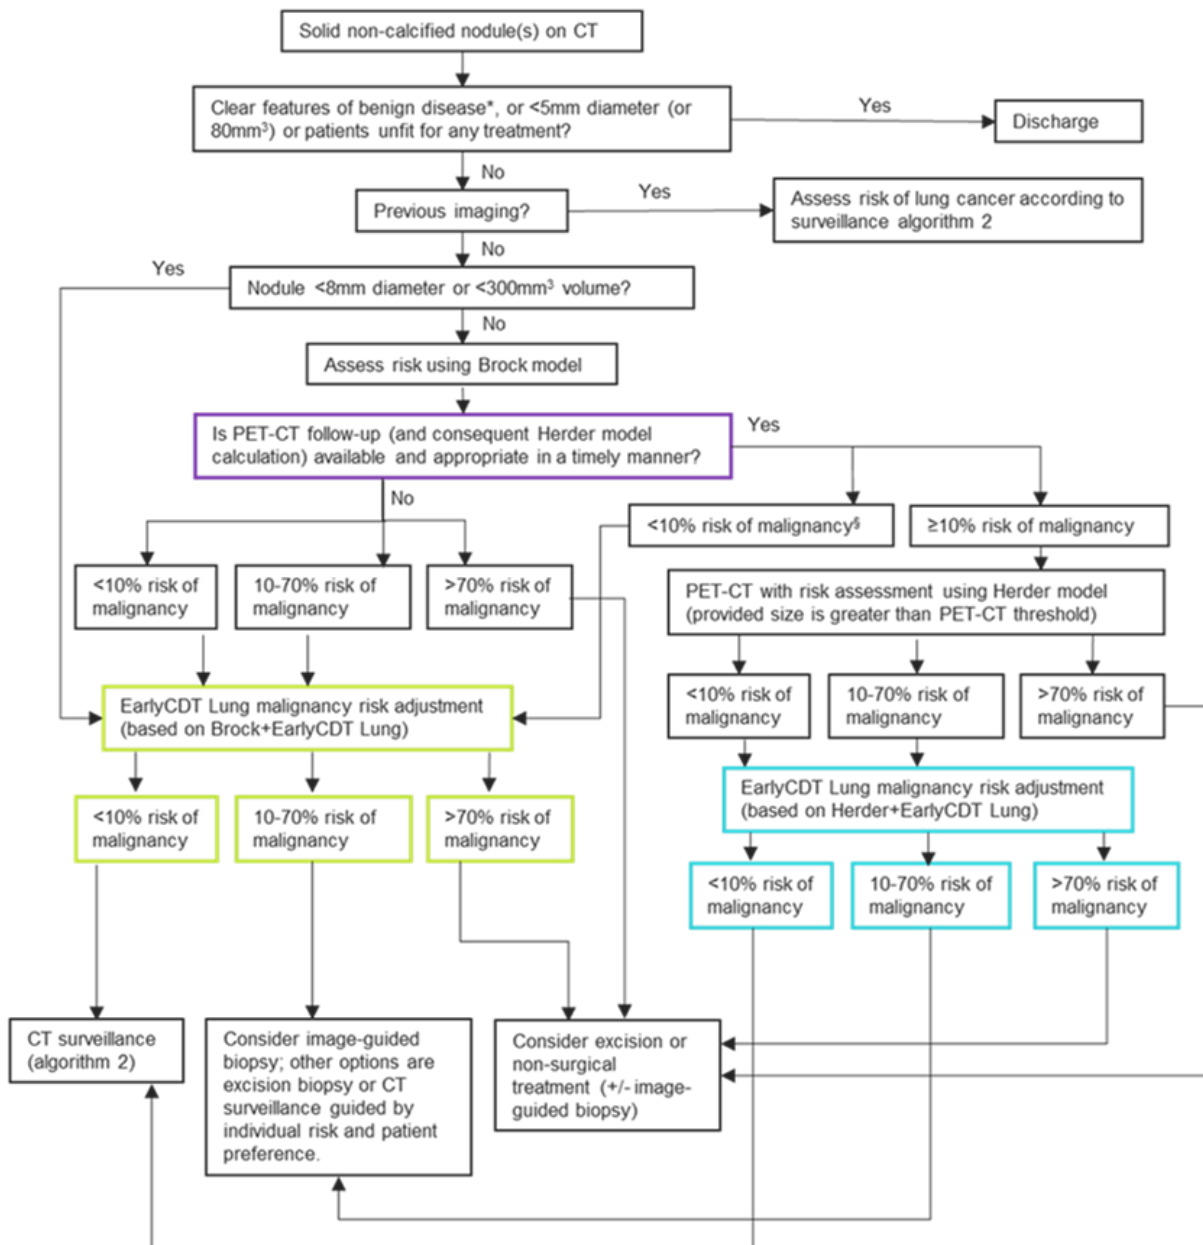 Solid non-calcified nodule(s) on CT
Clear features of benign disease*, or <5mm diameter (or
80mm³) or patients unfit for any treatment?
Yes
Discharge
No
Previous imaging?
Yes
Assess risk of lung cancer according to
surveillance algorithm 2
No
Yes
Nodule <8mm diameter or <300mm³ volume?
No
Assess risk using Brock model
Is PET-CT follow-up (and consequent Herder model
calculation) available and appropriate in a timely manner?
Yes
No
<10% risk of malignancy§
≥10% risk of malignancy
<10% risk of
malignancy
10-70% risk of
malignancy
>70% risk of
malignancy
PET-CT with risk assessment using Herder model
(provided size is greater than PET-CT threshold)
<10% risk of
malignancy
10-70% risk of
malignancy
>70% risk of
malignancy
EarlyCDT Lung malignancy risk adjustment
(based on Brock+EarlyCDT Lung)
EarlyCDT Lung malignancy risk adjustment
(based on Herder+EarlyCDT Lung)
<10% risk of
malignancy
10-70% risk of
malignancy
>70% risk of
malignancy
<10% risk of
malignancy
10-70% risk of
malignancy
>70% risk of
malignancy
CT surveillance
(algorithm 2)
Consider image-guided
biopsy; other options are
excision biopsy or CT
surveillance guided by
individual risk and patient
preference.
Consider excision or
non-surgical
treatment (+/- image-
guided biopsy)